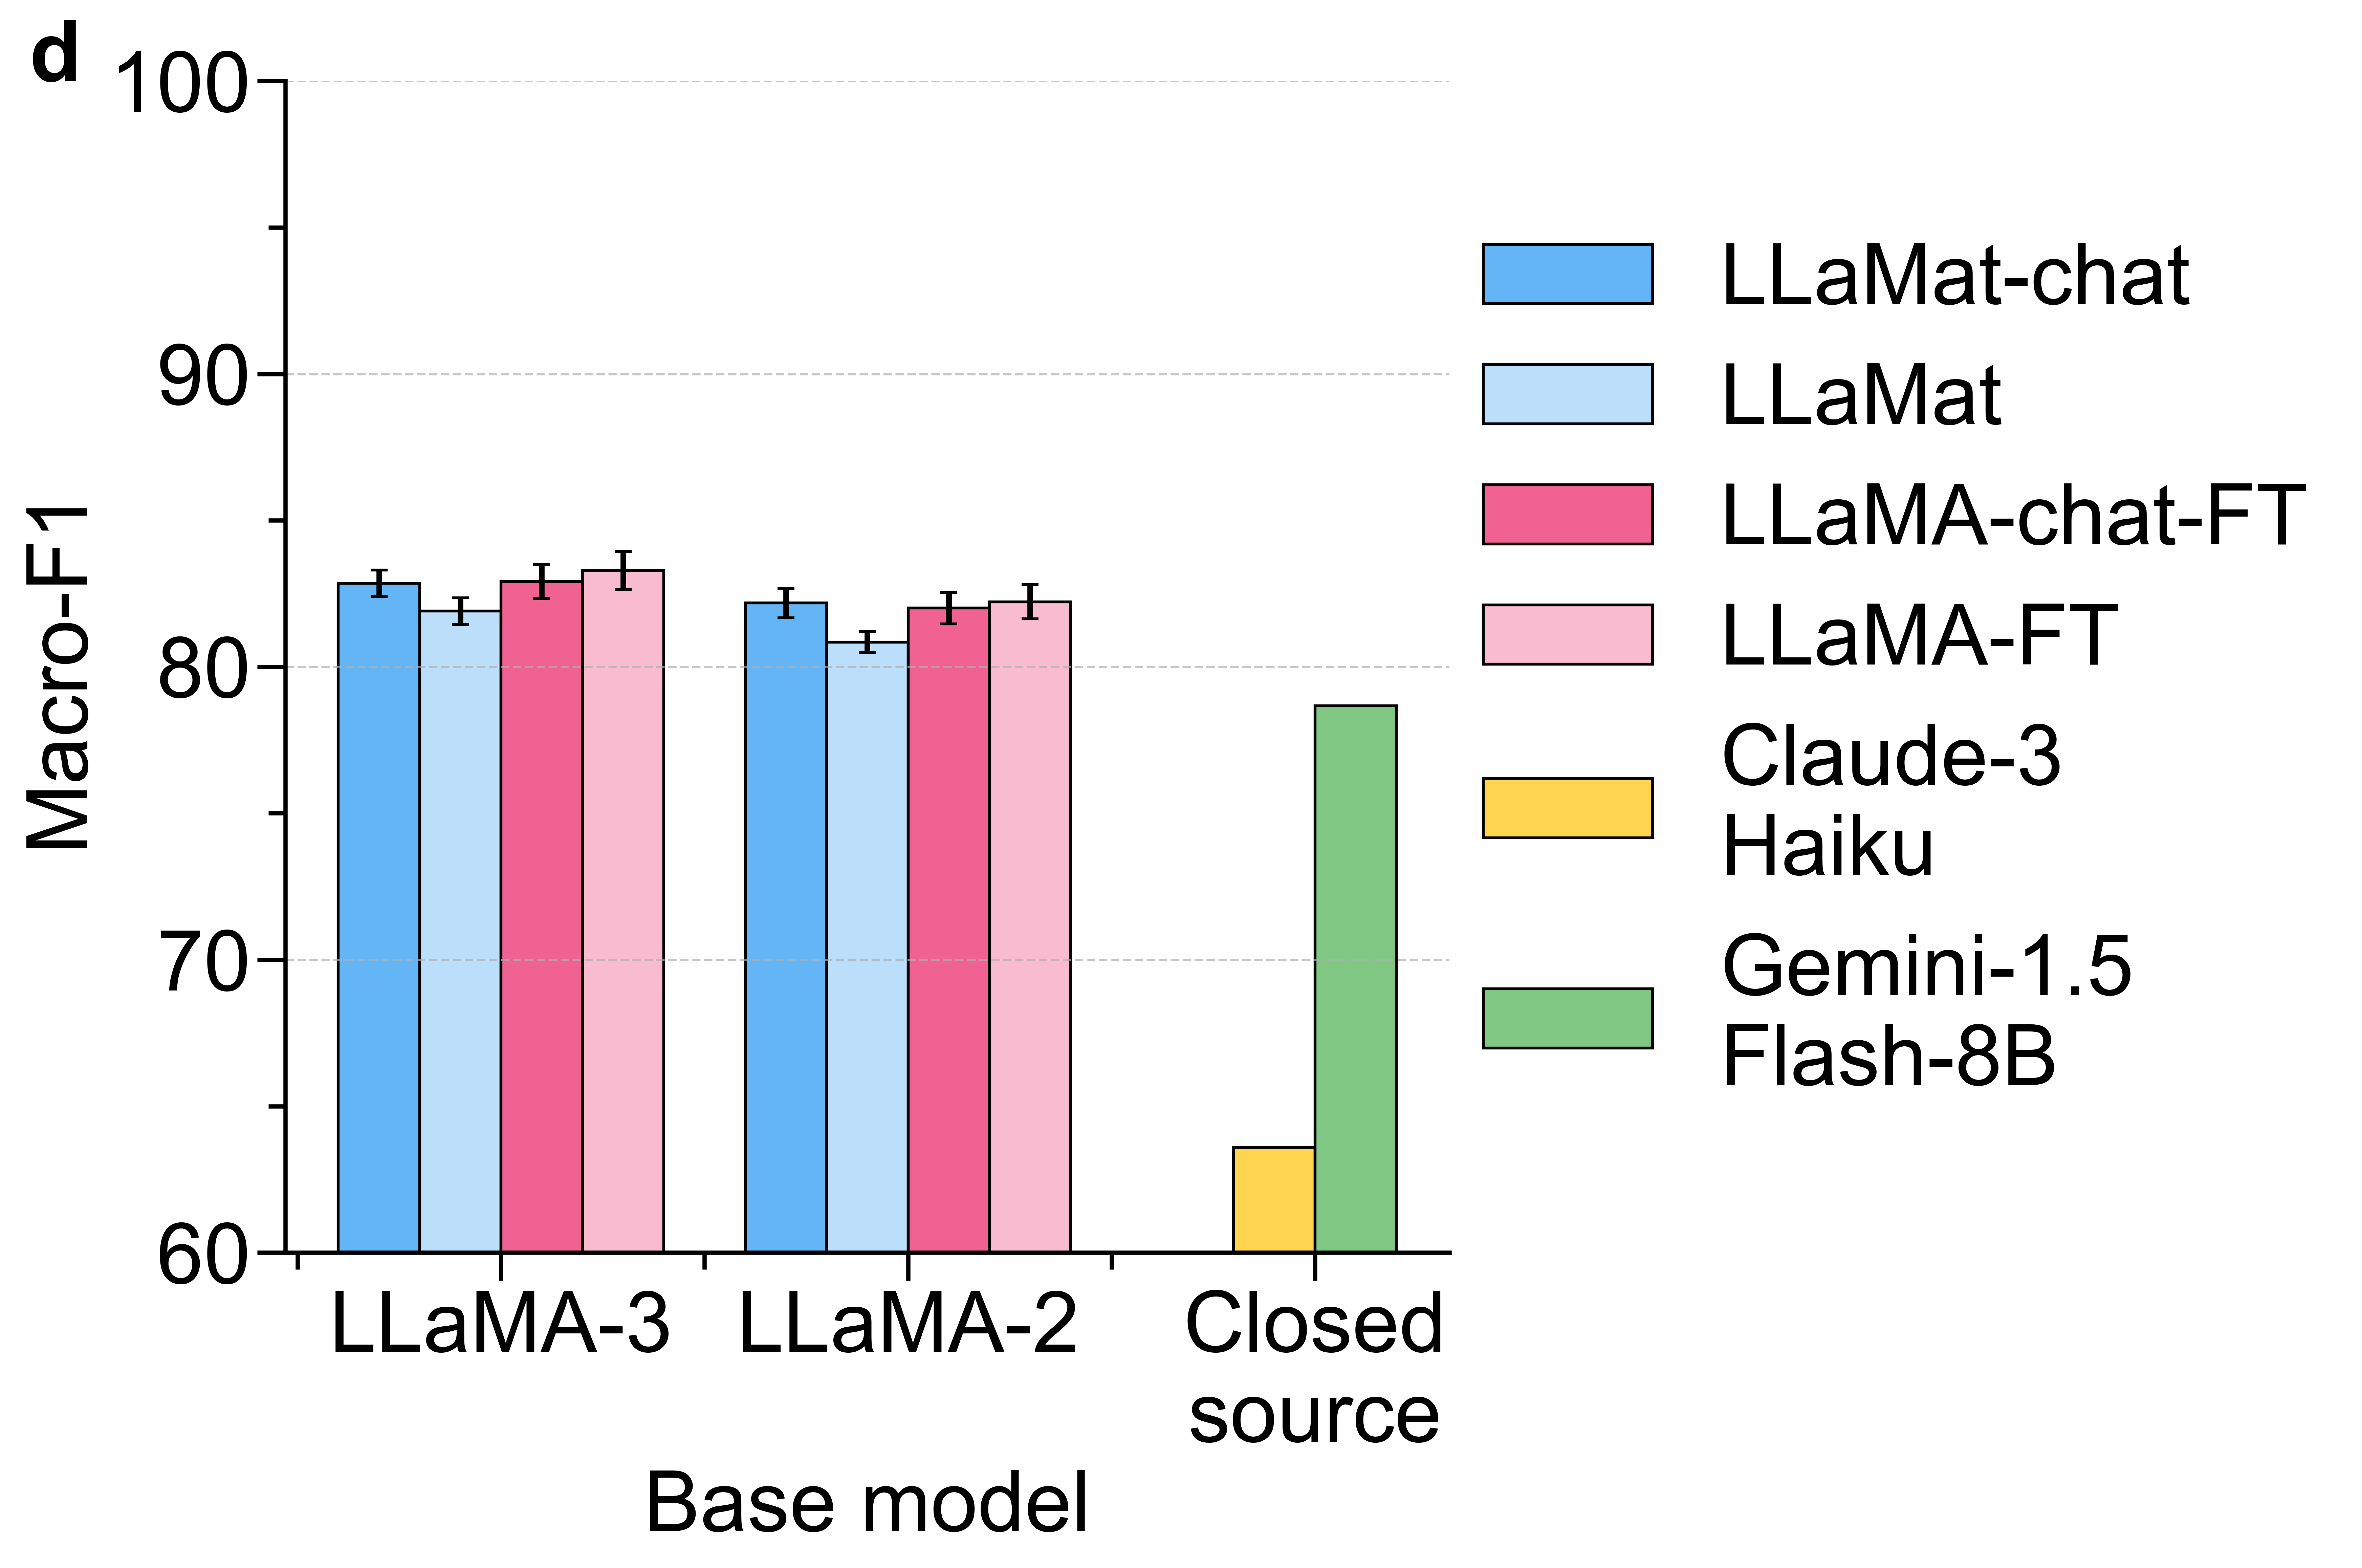 d
100
90
80
70
60
Macro-F1
LLaMA-3
LLaMA-2
Closed
source
Base model
LLaMat-chat
LLaMat
LLaMA-chat-FT
LLaMA-FT
Claude-3
Haiku
Gemini-1.5
Flash-8B